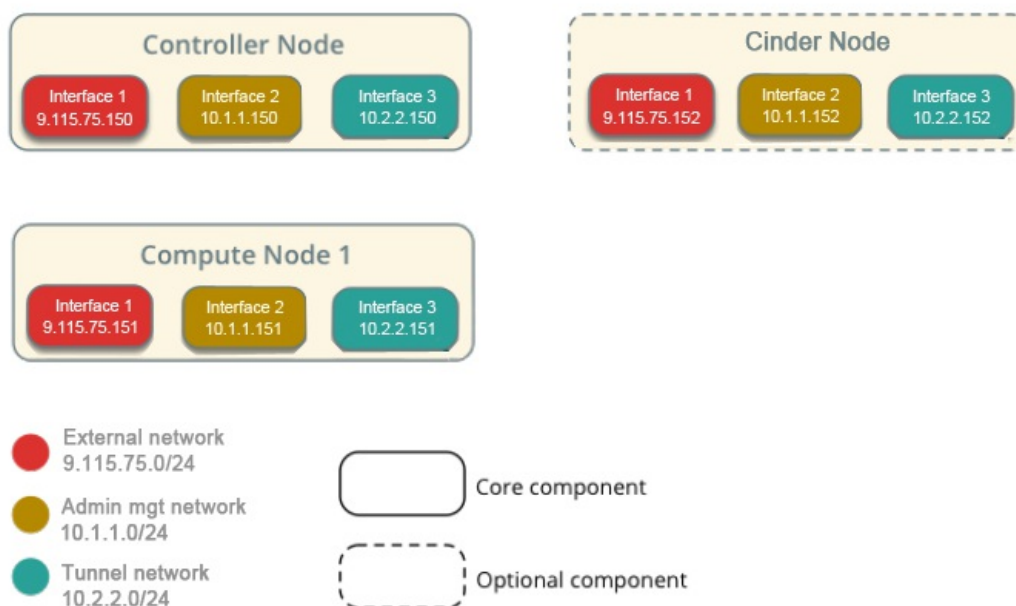 Controller Node
Interface 1
9.115.75.150
Interface 2
10.1.1.150
Interface 3
10.2.2.150
Cinder Node
Interface 1
9.115.75.152
Interface 2
10.1.1.152
Interface 3
10.2.2.152
Compute Node 1
Interface 1
9.115.75.151
Interface 2
10.1.1.151
Interface 3
10.2.2.151
External network
9.115.75.0/24
Admin mgt network
10.1.1.0/24
Tunnel network
10.2.2.0/24
Core component
Optional component